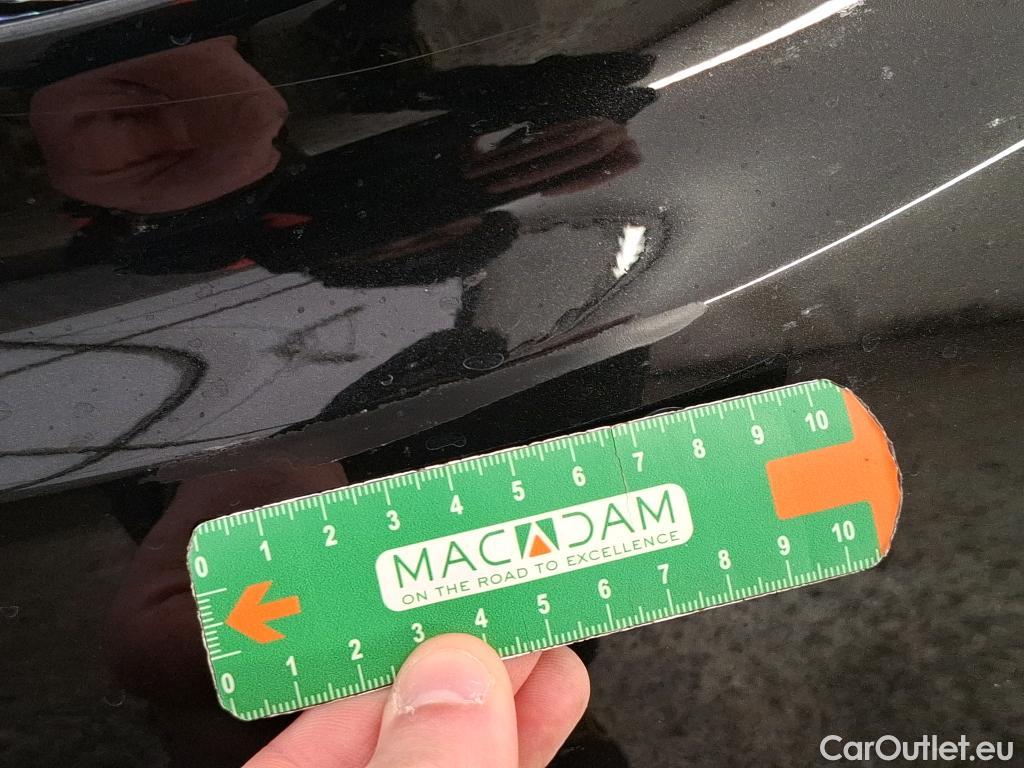 0 1 2 3 4 5 6 7 8 9 10
MACADAM
ON THE ROAD TO EXCELLENCE
0 1 2 3 4 5 6 7 8 9 10
CarOutlet.eu